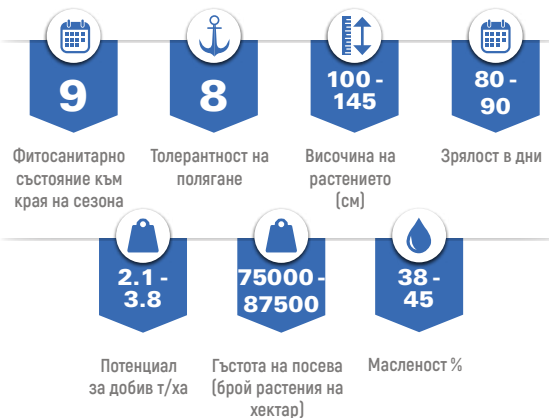 9
Фитосанитарно
състояние към
края на сезона
8
Толерантност на
полягане
100 -
145
Височина на
растението
(см)
80 -
90
Зрялост в дни
2.1 -
3.8
Потенциал
за добив т/ха
75000 -
87500
Гъстота на посева
(брой растения на
хектар)
38 -
45
Масленост %